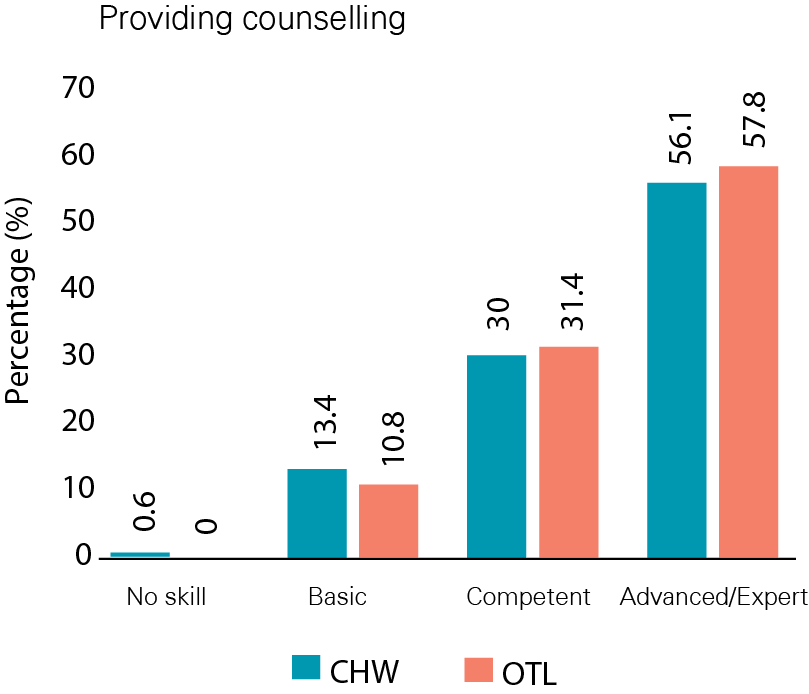 Providing counselling
Percentage (%)
70
60
50
40
30
20
10
0
0.6
0
13.4
10.8
30
31.4
56.1
57.8
No skill
Basic
Competent
Advanced/Expert
CHW
OTL